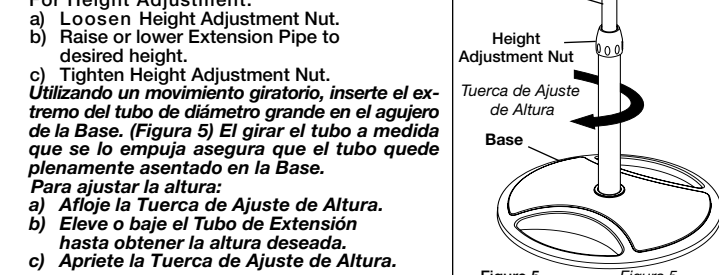 For Height Adjustment:
a) Loosen Height Adjustment Nut.
b) Raise or lower Extension Pipe to
desired height.
c) Tighten Height Adjustment Nut.
Utilizando un movimiento giratorio, inserte el ex-
tremo del tubo de diámetro grande en el agujero
de la Base. (Figura 5) El girar el tubo a medida
que se lo empuja asegura que el tubo quede
plenamente asentado en la Base.
Para ajustar la altura:
a) Afloje la Tuerca de Ajuste de Altura.
b) Eleve o baje el Tubo de Extensión
hasta obtener la altura deseada.
c) Apriete la Tuerca de Ajuste de Altura.
Height
Adjustment Nut
Tuerca de Ajuste
de Altura
Base
Figure 5
Figura 5